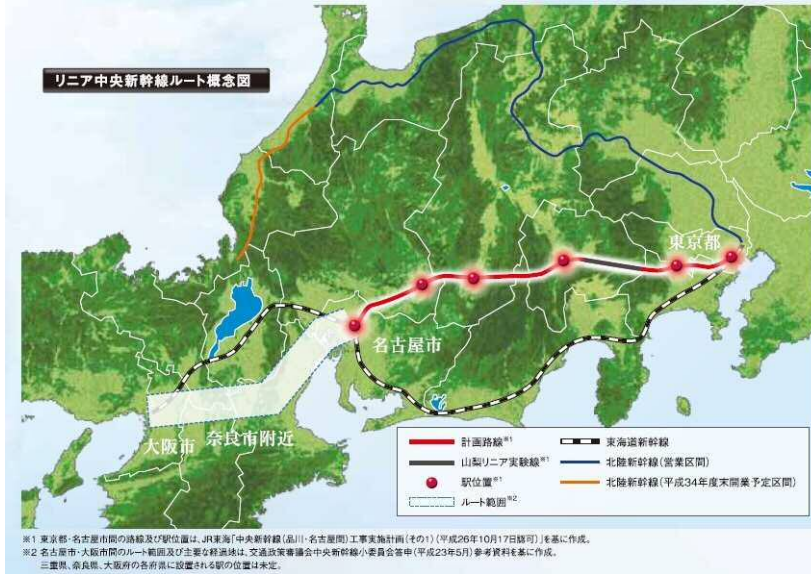 リニア中央新幹線ルート概念図
東京都
名古屋市
奈良市附近
大阪市
計画路線※1
山梨リニア実験線※1
駅位置※1
ルート範囲※2
東海道新幹線
北陸新幹線(営業区間)
北陸新幹線(平成34年度末開業予定区間)
※1 東京都・名古屋市間の路線及び駅位置は、JR東海「中央新幹線(品川・名古屋間)工事実施計画(その1)(平成26年10月17日認可)」を基に作成。
※2 名古屋市・大阪市間のルート範囲及び主要な経過地は、交通政策審議会中央新幹線小委員会答申(平成23年5月)参考資料を基に作成。
三重県、奈良県、大阪府の各府県に設置される駅の位置は未定。